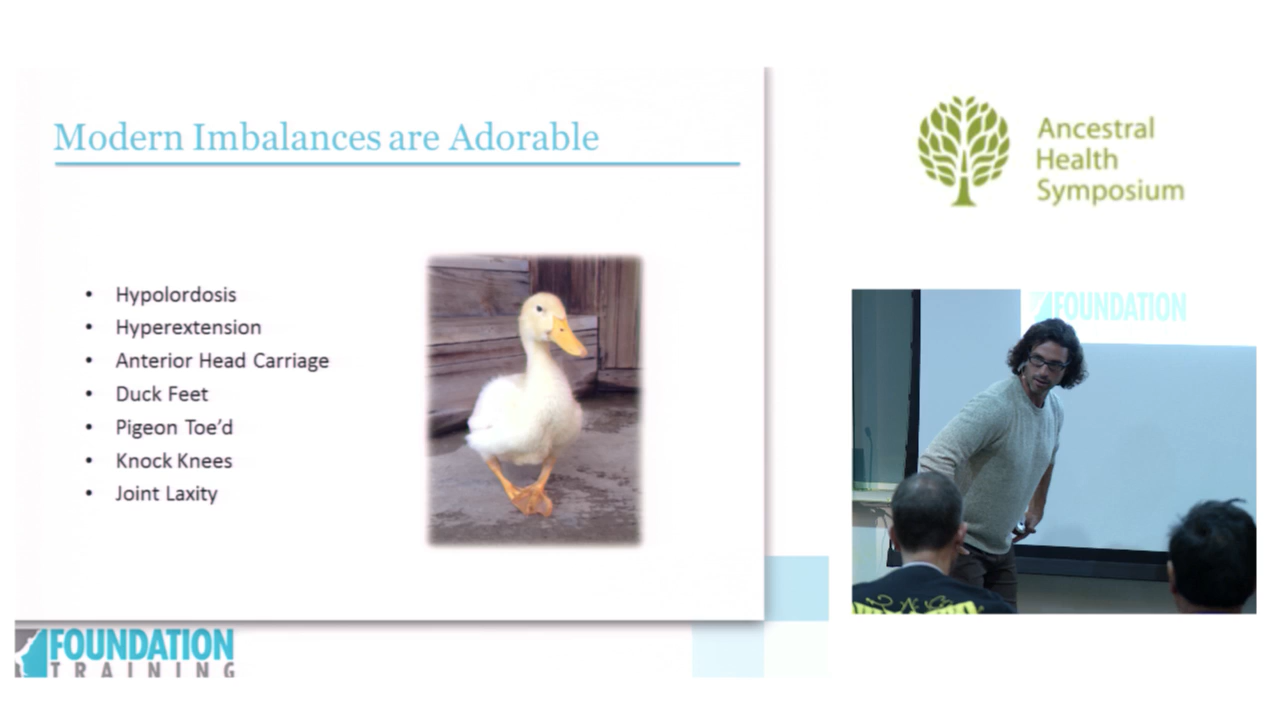 Modern Imbalances are Adorable
• Hypolordosis
• Hyperextension
• Anterior Head Carriage
• Duck Feet
• Pigeon Toe'd
• Knock Knees
• Joint Laxity
FOUNDATION
TRAINING
Ancestral
Health
Symposium
FOUNDATION